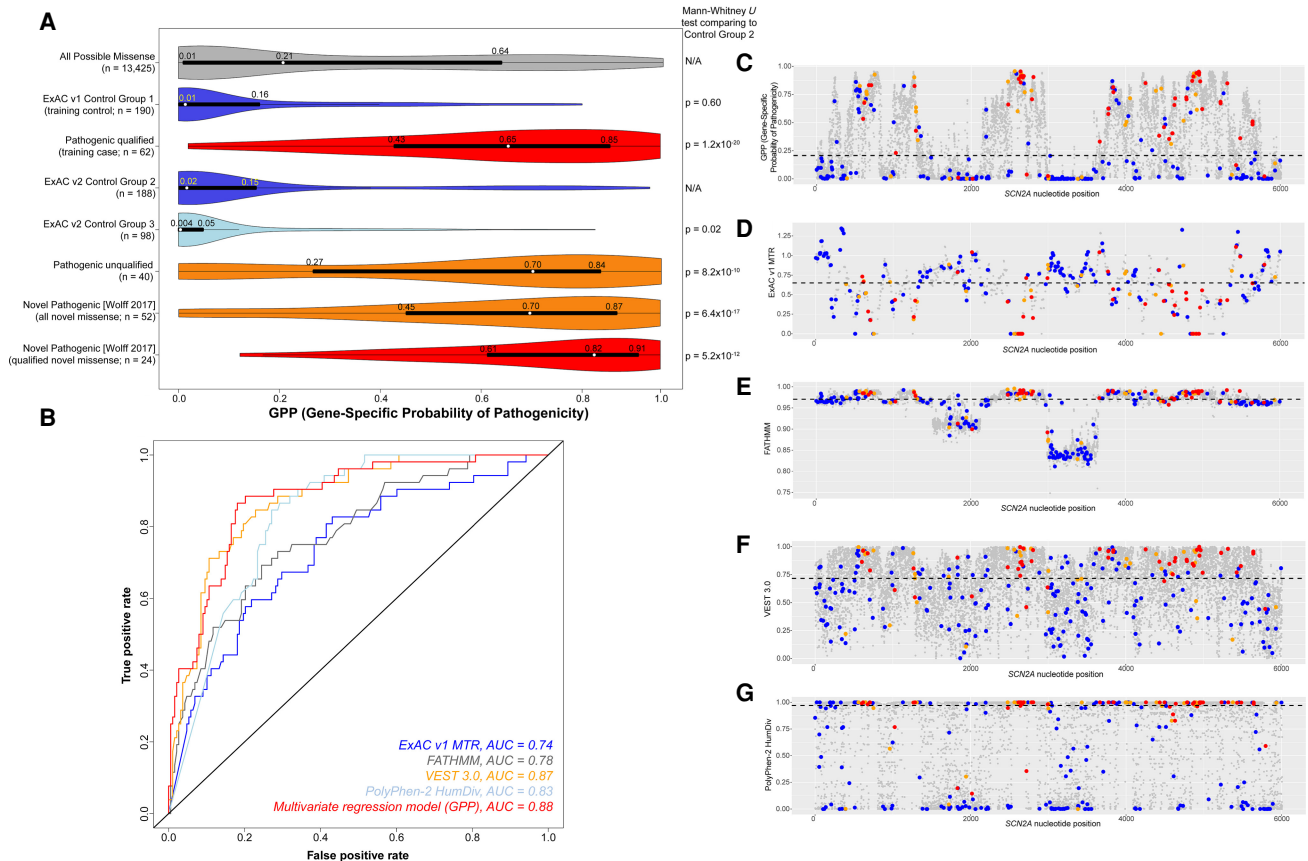 A
Mann-Whitney U
test comparing to
Control Group 2
All Possible Missense
(n = 13,425)
0.01
0.21
0.64
N/A
ExAC v1 Control Group 1
(training control; n = 190)
0.01
0.16
p = 0.60
Pathogenic qualified
(training case; n = 62)
0.43
0.65
0.85
p = 1.2x10-20
ExAC v2 Control Group 2
(n = 188)
0.02
0.15
N/A
ExAC v2 Control Group 3
(n = 98)
0.004
0.05
p = 0.02
Pathogenic unqualified
(n = 40)
0.27
0.70
0.84
p = 8.2x10-10
Novel Pathogenic [Wolff 2017]
(all novel missense; n = 52)
0.45
0.70
0.87
p = 6.4x10-17
Novel Pathogenic [Wolff 2017]
(qualified novel missense; n = 24)
0.61
0.82
0.91
p = 5.2x10-12
0.0
0.2
0.4
0.6
0.8
1.0
GPP (Gene-Specific Probability of Pathogenicity)
B
1.0
0.8
0.6
0.4
0.2
0.0
True positive rate
ExAC v1 MTR, AUC = 0.74
FATHMM, AUC = 0.78
VEST 3.0, AUC = 0.87
PolyPhen-2 HumDiv, AUC = 0.83
Multivariate regression model (GPP), AUC = 0.88
0.0
0.2
0.4
0.6
0.8
1.0
False positive rate
C
GPP (Gene-Specific
Probability of Pathogenicity)
1.00
0.75
0.50
0.25
0.00
0
2000
4000
6000
SCN2A nucleotide position
D
ExAC v1 MTR
1.25
1.00
0.75
0.50
0.25
0.00
0
2000
4000
6000
SCN2A nucleotide position
E
FATHMM
1.00
0.95
0.90
0.85
0.80
0.75
0
2000
4000
6000
SCN2A nucleotide position
F
VEST 3.0
1.00
0.75
0.50
0.25
0.00
0
2000
4000
6000
SCN2A nucleotide position
G
PolyPhen-2 HumDiv
1.00
0.75
0.50
0.25
0.00
0
2000
4000
6000
SCN2A nucleotide position